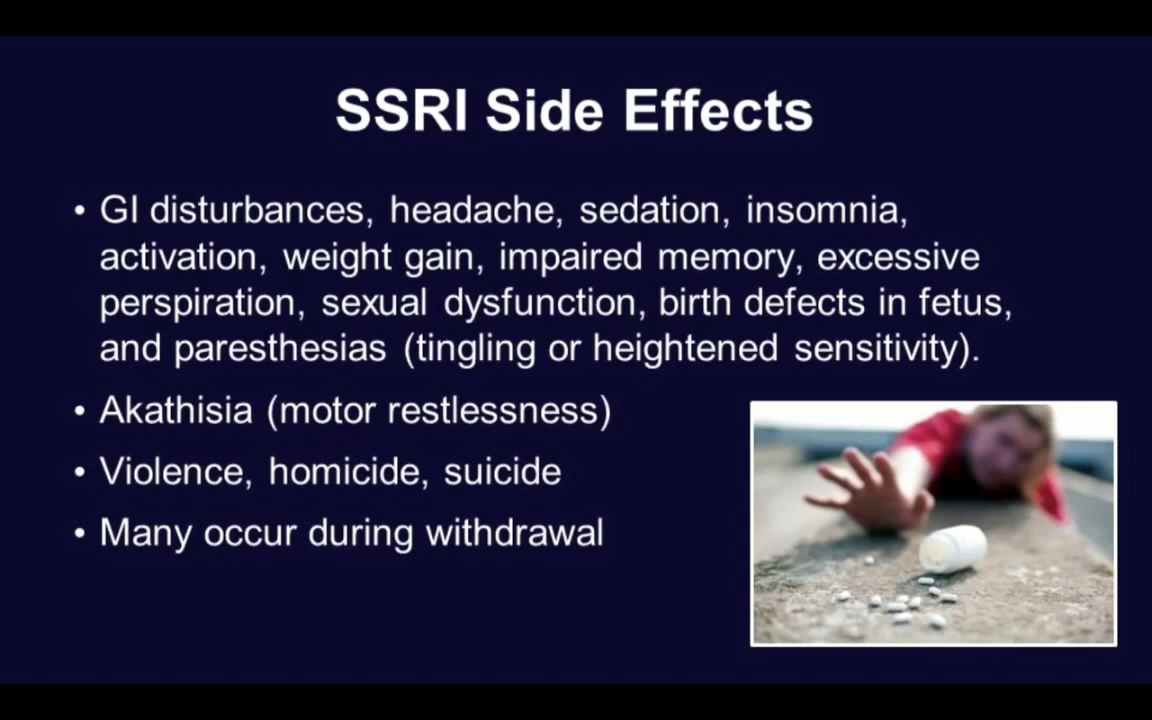 SSRI Side Effects
• GI disturbances, headache, sedation, insomnia,
activation, weight gain, impaired memory, excessive
perspiration, sexual dysfunction, birth defects in fetus,
and paresthesias (tingling or heightened sensitivity).
• Akathisia (motor restlessness)
• Violence, homicide, suicide
• Many occur during withdrawal